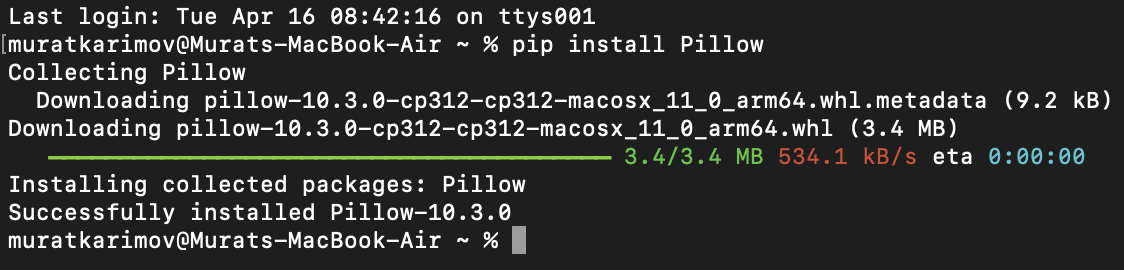 Last login: Tue Apr 16 08:42:16 on ttys001
[muratkarimov@Murats-MacBook-Air ~ % pip install Pillow
Collecting Pillow
  Downloading pillow-10.3.0-cp312-cp312-macosx_11_0_arm64.whl.metadata (9.2 kB)
Downloading pillow-10.3.0-cp312-cp312-macosx_11_0_arm64.whl (3.4 MB)
3.4/3.4 MB 534.1 kB/s eta 0:00:00
Installing collected packages: Pillow
Successfully installed Pillow-10.3.0
muratkarimov@Murats-MacBook-Air ~ %